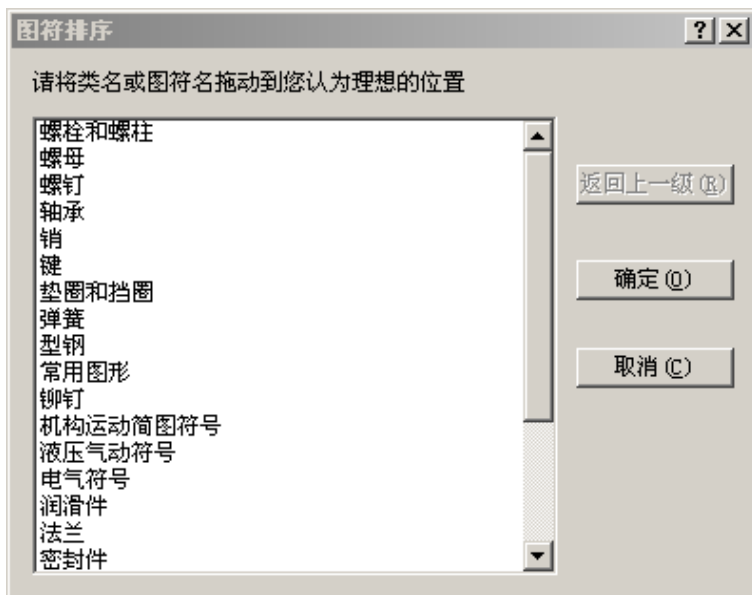 图符排序
请将类名或图符名拖动到您认为理想的位置
螺栓和螺柱
螺母
螺钉
轴承
销
键
垫圈和挡圈
弹簧
型钢
常用图形
铆钉
机构运动简图符号
液压气动符号
电气符号
润滑件
法兰
密封件
返回上一级(R)
确定(O)
取消(C)